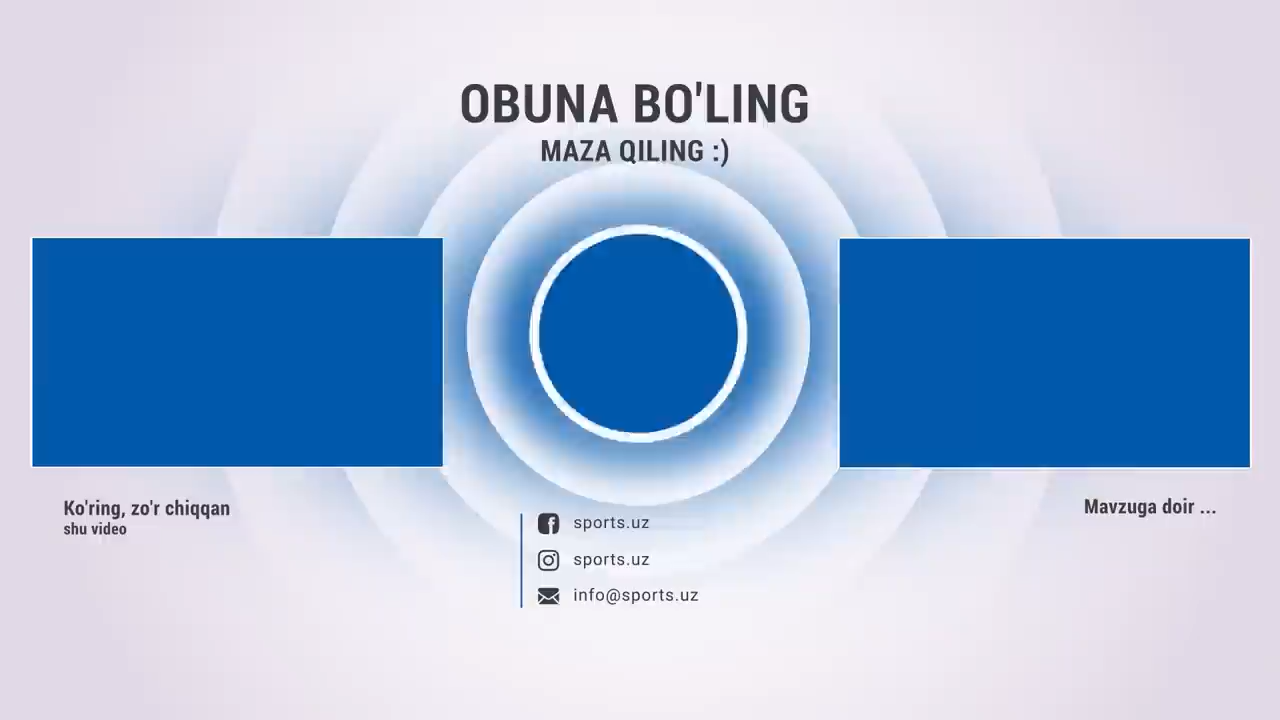 OBUNA BO'LING
MAZA QILING :)
Ko'ring, zo'r chiqqan
shu video
Mavzuga doir ...
sports.uz
sports.uz
info@sports.uz